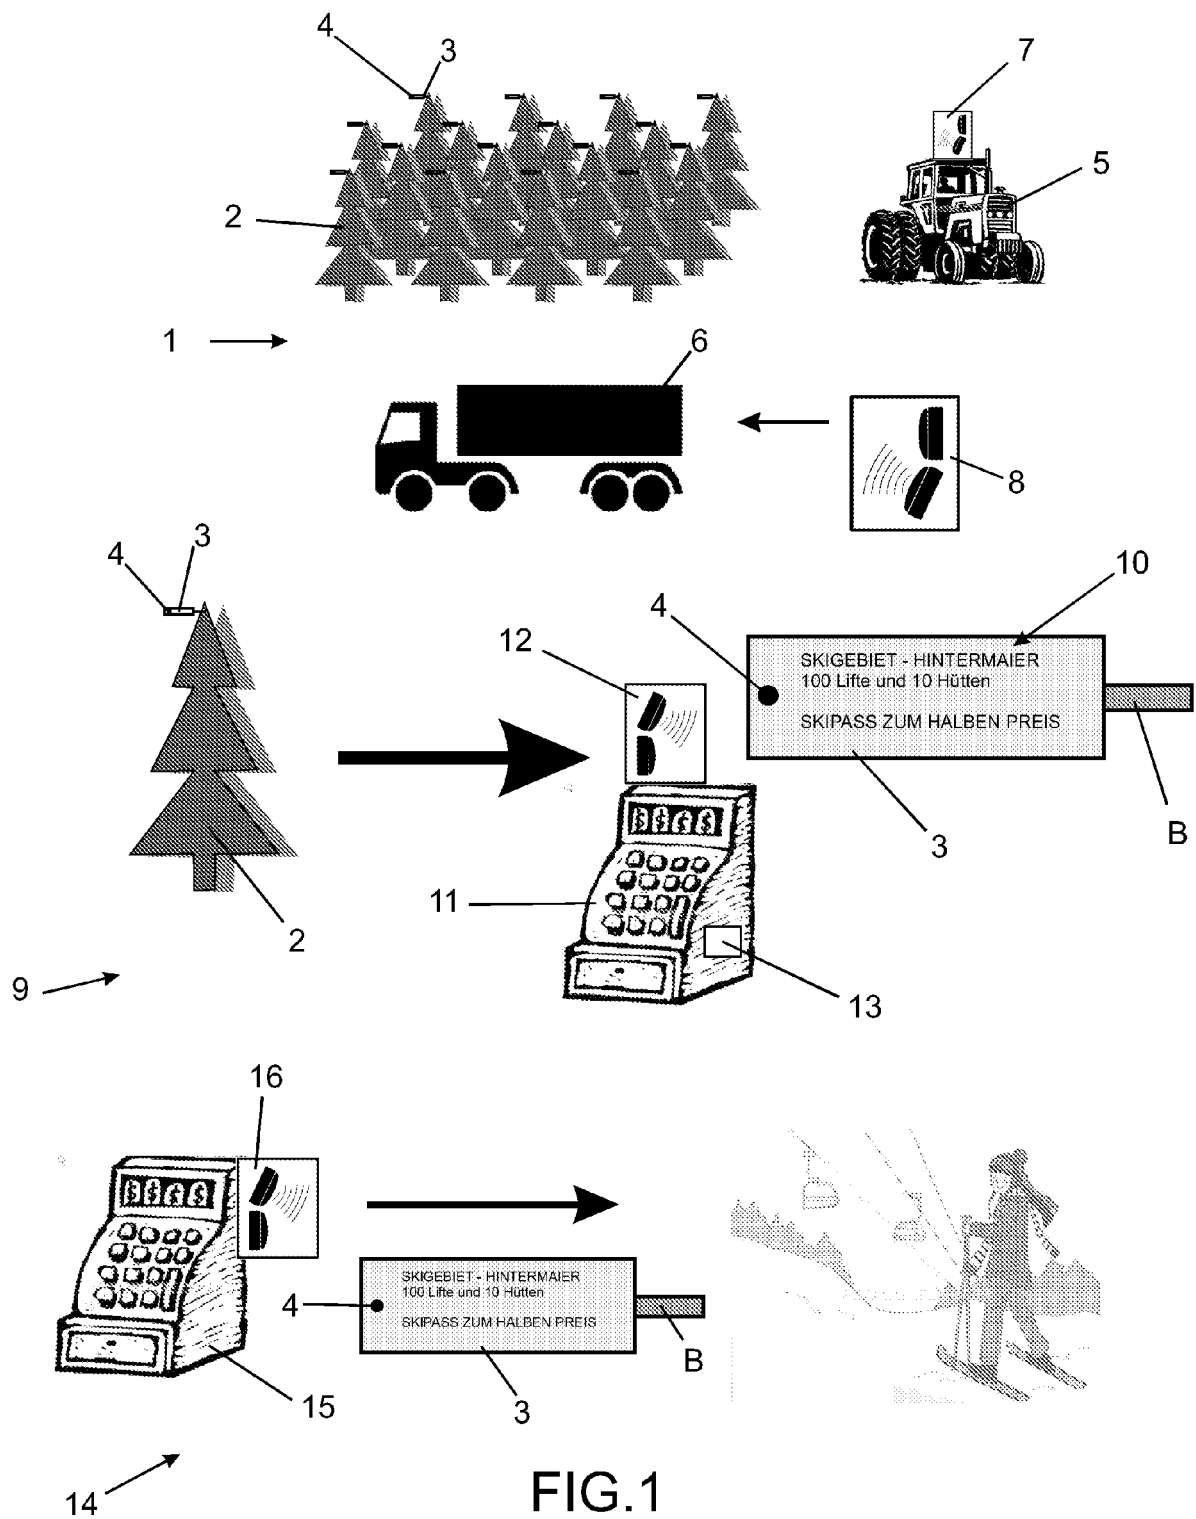 4
3
7
5
2
1
6
8
4
3
10
4
12
SKIGEBIET - HINTERMAIER
100 Lifte und 10 Hütten
SKIPASS ZUM HALBEN PREIS
B
3
11
2
9
13
16
$ $ $ $
$ $ $ $
SKIGEBIET - HINTERMAIER
100 Lifte und 10 Hütten
4
SKIPASS ZUM HALBEN PREIS
B
15
3
14
FIG.1